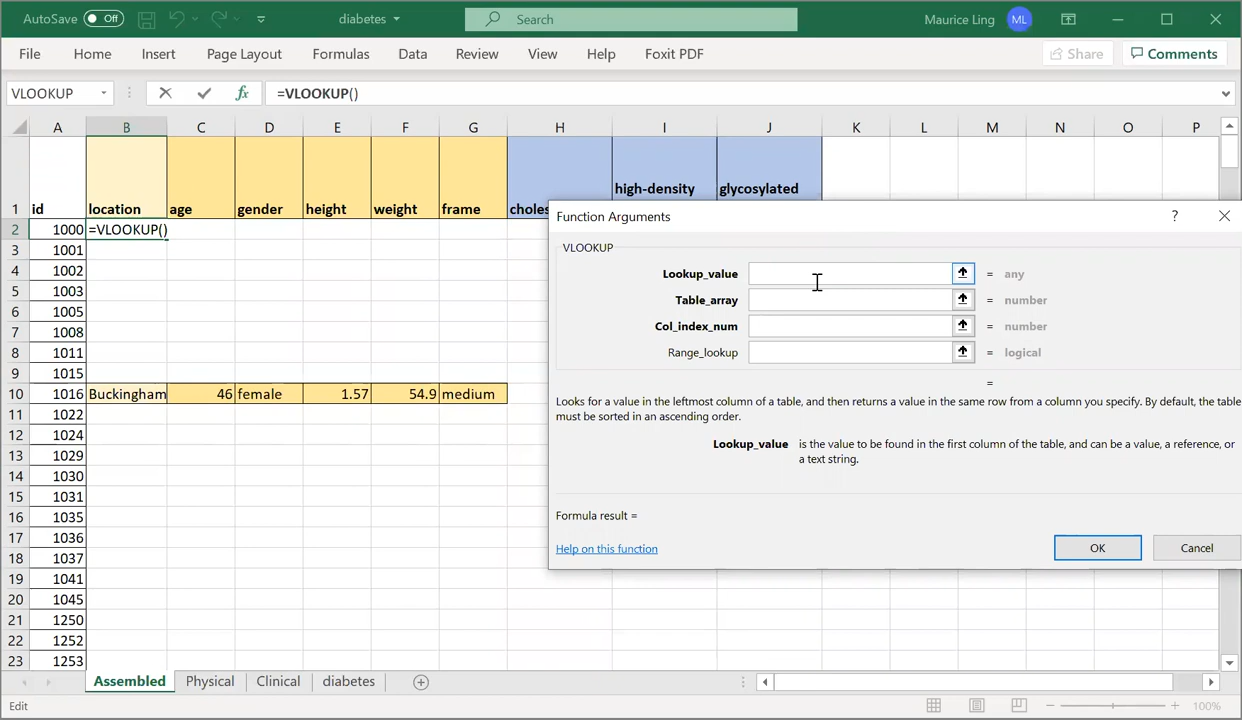 AutoSave Off diabetes Search Maurice Ling ML
File Home Insert Page Layout Formulas Data Review View Help Foxit PDF Share Comments
VLOOKUP fx =VLOOKUP()
A B C D E F G H I J K L M N O P
high-density glycosylated
1 id location age gender height weight frame choles
2 1000 =VLOOKUP()
3 1001
4 1002
5 1003
6 1005
7 1008
8 1011
9 1015
10 1016 Buckingham 46 female 1.57 54.9 medium
11 1022
12 1024
13 1029
14 1030
15 1031
16 1035
17 1036
18 1037
19 1041
20 1045
21 1250
22 1252
23 1253
Function Arguments ?
VLOOKUP
Lookup_value = any
Table_array = number
Col_index_num = number
Range_lookup = logical
=
Looks for a value in the leftmost column of a table, and then returns a value in the same row from a column you specify. By default, the table
must be sorted in an ascending order.
Lookup_value is the value to be found in the first column of the table, and can be a value, a reference, or
a text string.
Formula result =
Help on this function OK Cancel
Assembled Physical Clinical diabetes
Edit 100%